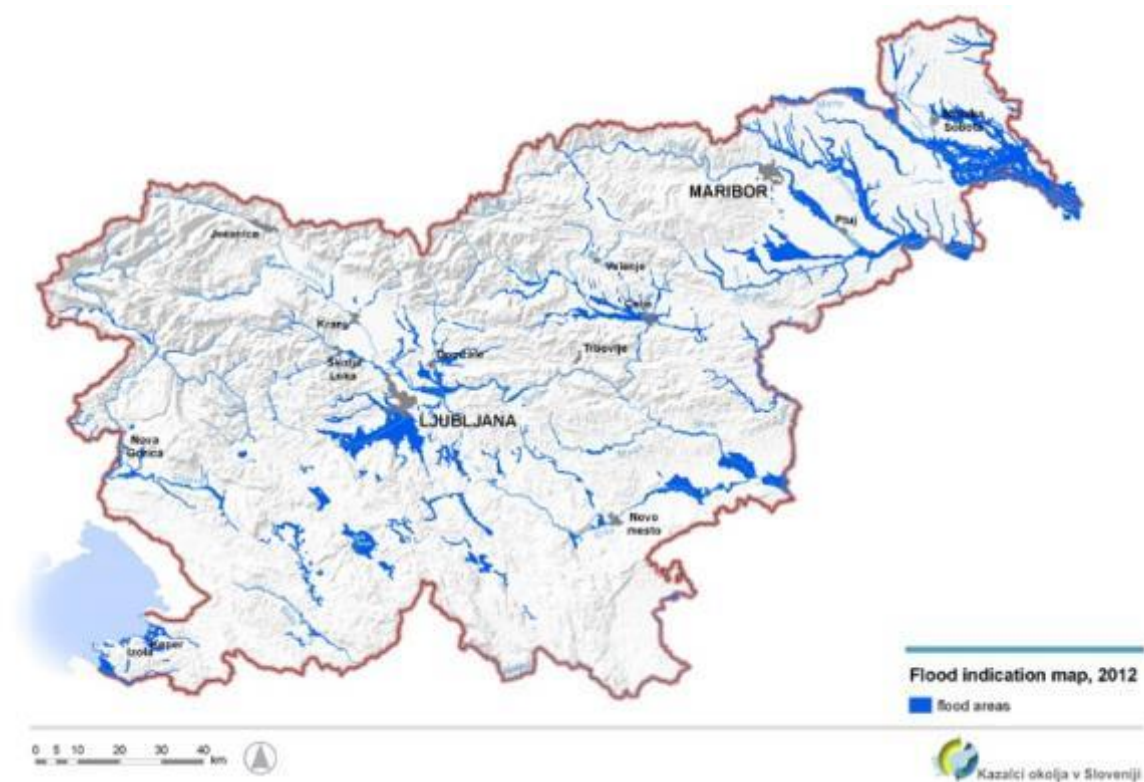 Sobota
MARIBOR
Ptuj
Jesenice
Velenje
Celje
Kranj
Trbovlje
Škofja
Loka
Domžale
LJUBLJANA
Nova
Gorica
Novo
mesto
Koper
Izola
Flood indication map, 2012
flood areas
0 5 10 20 30 40
km
Kazalci okolja v Sloveniji